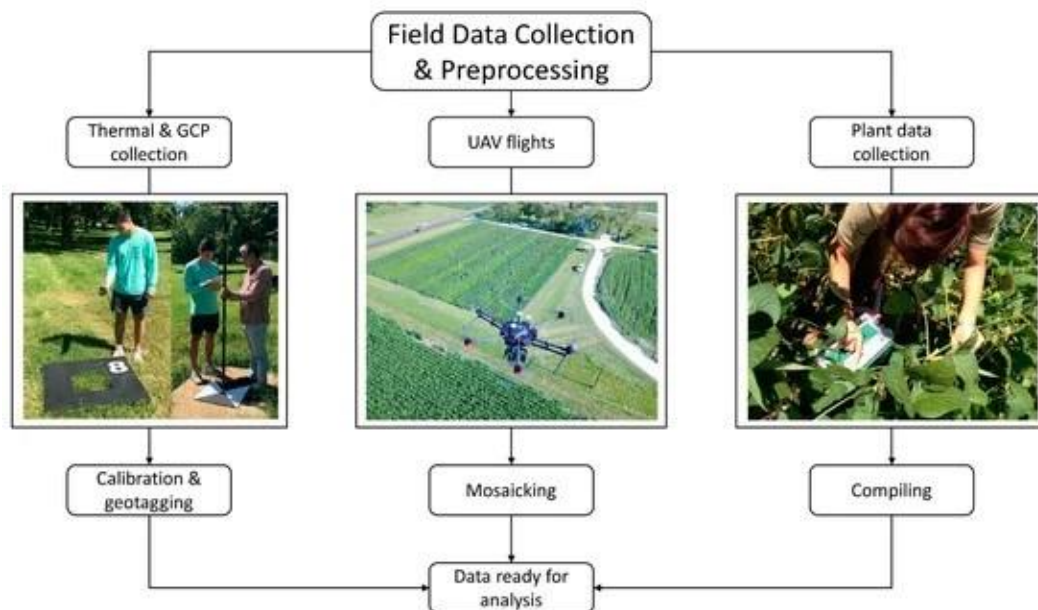 Field Data Collection
& Preprocessing
Thermal & GCP
collection
UAV flights
Plant data
collection
8
Calibration &
geotagging
Mosaicking
Compiling
Data ready for
analysis